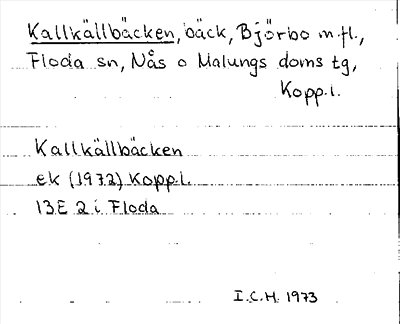 Kallkällbäcken, bäck, Björbo m.fl.,
Floda sn, Nås o Malungs doms tg,
Kopp.l.
Kallkällbäcken
ek (1972) Kopp.l.
13E 2 i Floda
I.C.H. 1973